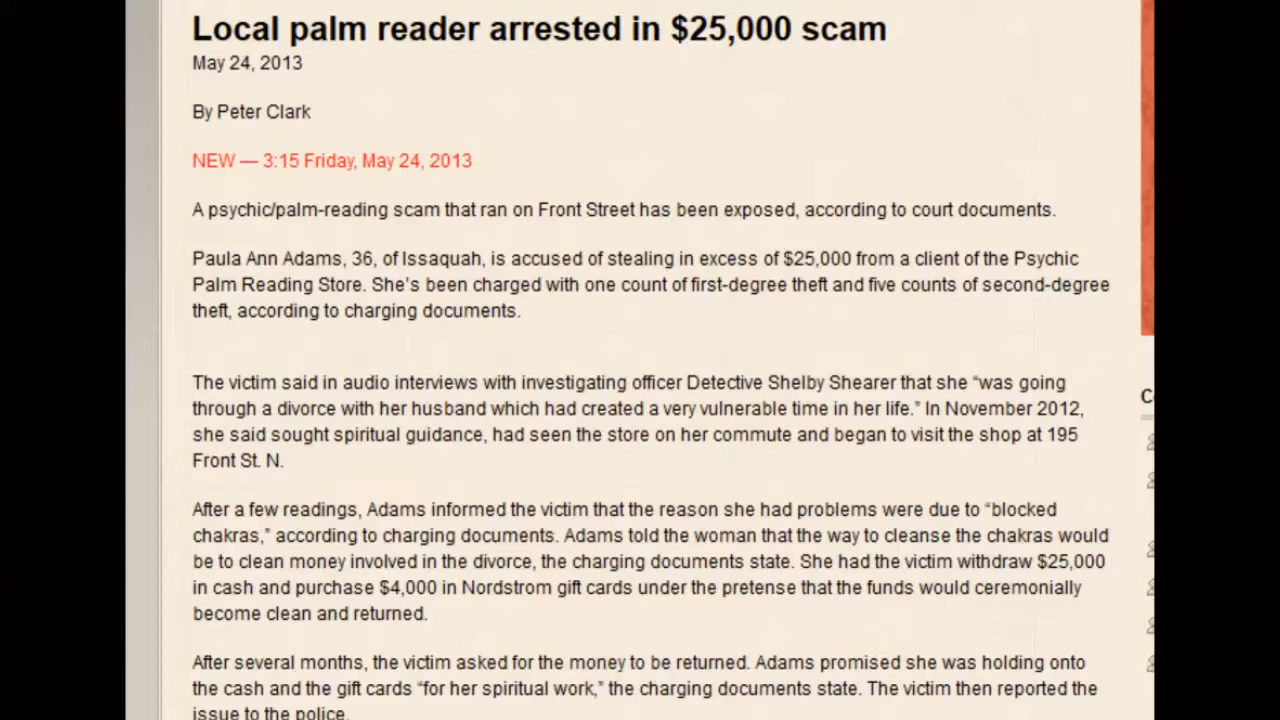 Local palm reader arrested in $25,000 scam
May 24, 2013
By Peter Clark
NEW — 3:15 Friday, May 24, 2013
A psychic/palm-reading scam that ran on Front Street has been exposed, according to court documents.
Paula Ann Adams, 36, of Issaquah, is accused of stealing in excess of $25,000 from a client of the Psychic
Palm Reading Store. She's been charged with one count of first-degree theft and five counts of second-degree
theft, according to charging documents.
The victim said in audio interviews with investigating officer Detective Shelby Shearer that she “was going
through a divorce with her husband which had created a very vulnerable time in her life.” In November 2012,
she said sought spiritual guidance, had seen the store on her commute and began to visit the shop at 195
Front St. N.
After a few readings, Adams informed the victim that the reason she had problems were due to “blocked
chakras,” according to charging documents. Adams told the woman that the way to cleanse the chakras would
be to clean money involved in the divorce, the charging documents state. She had the victim withdraw $25,000
in cash and purchase $4,000 in Nordstrom gift cards under the pretense that the funds would ceremonially
become clean and returned.
After several months, the victim asked for the money to be returned. Adams promised she was holding onto
the cash and the gift cards “for her spiritual work,” the charging documents state. The victim then reported the
issue to the police.